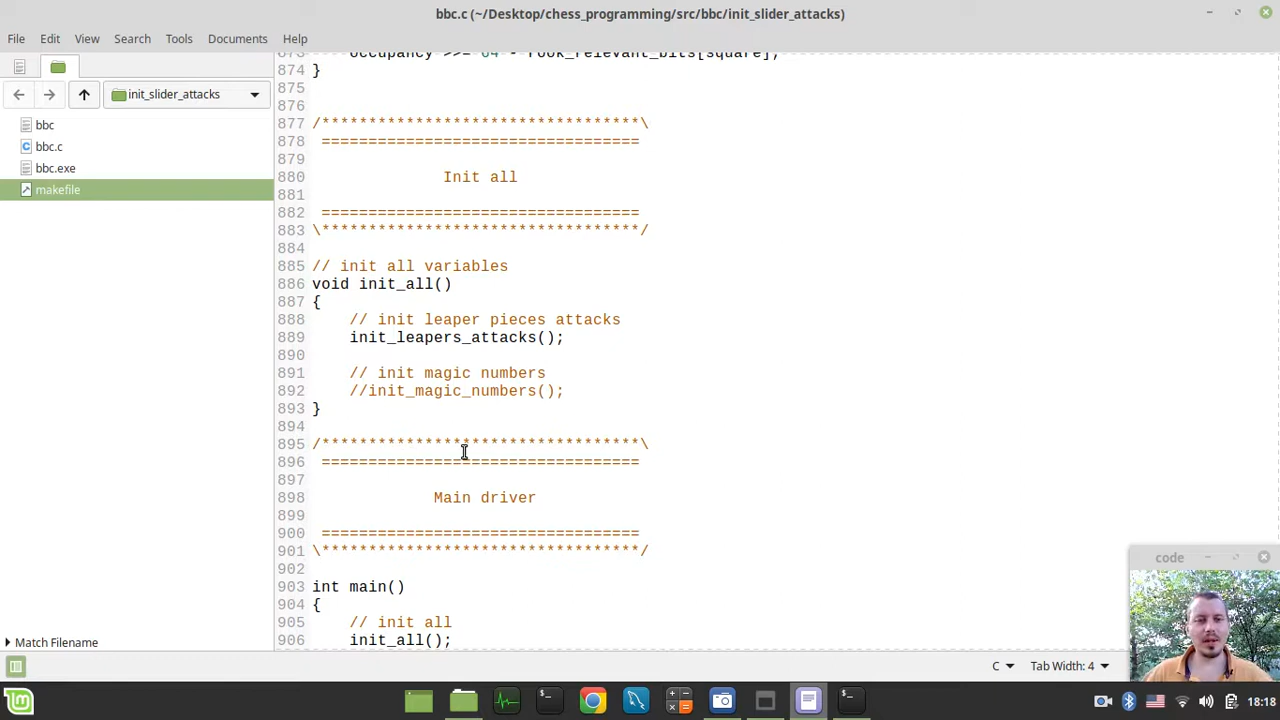 bbc.c (~/Desktop/chess_programming/src/bbc/init_slider_attacks)
File Edit View Search Tools Documents Help
init_slider_attacks
bbc
bbc.c
bbc.exe
makefile
Match Filename
873     occupancy >>= 64 - rook_relevant_bits[square];
874 }
875
876
877 /**********************************\
878  ==================================
879
880              Init all
881
882  ==================================
883 \**********************************/
884
885 // init all variables
886 void init_all()
887 {
888     // init leaper pieces attacks
889     init_leapers_attacks();
890
891     // init magic numbers
892     //init_magic_numbers();
893 }
894
895 /**********************************\
896  ==================================
897
898             Main driver
899
900  ==================================
901 \**********************************/
902
903 int main()
904 {
905     // init all
906     init_all();
code
C Tab Width: 4
18:18